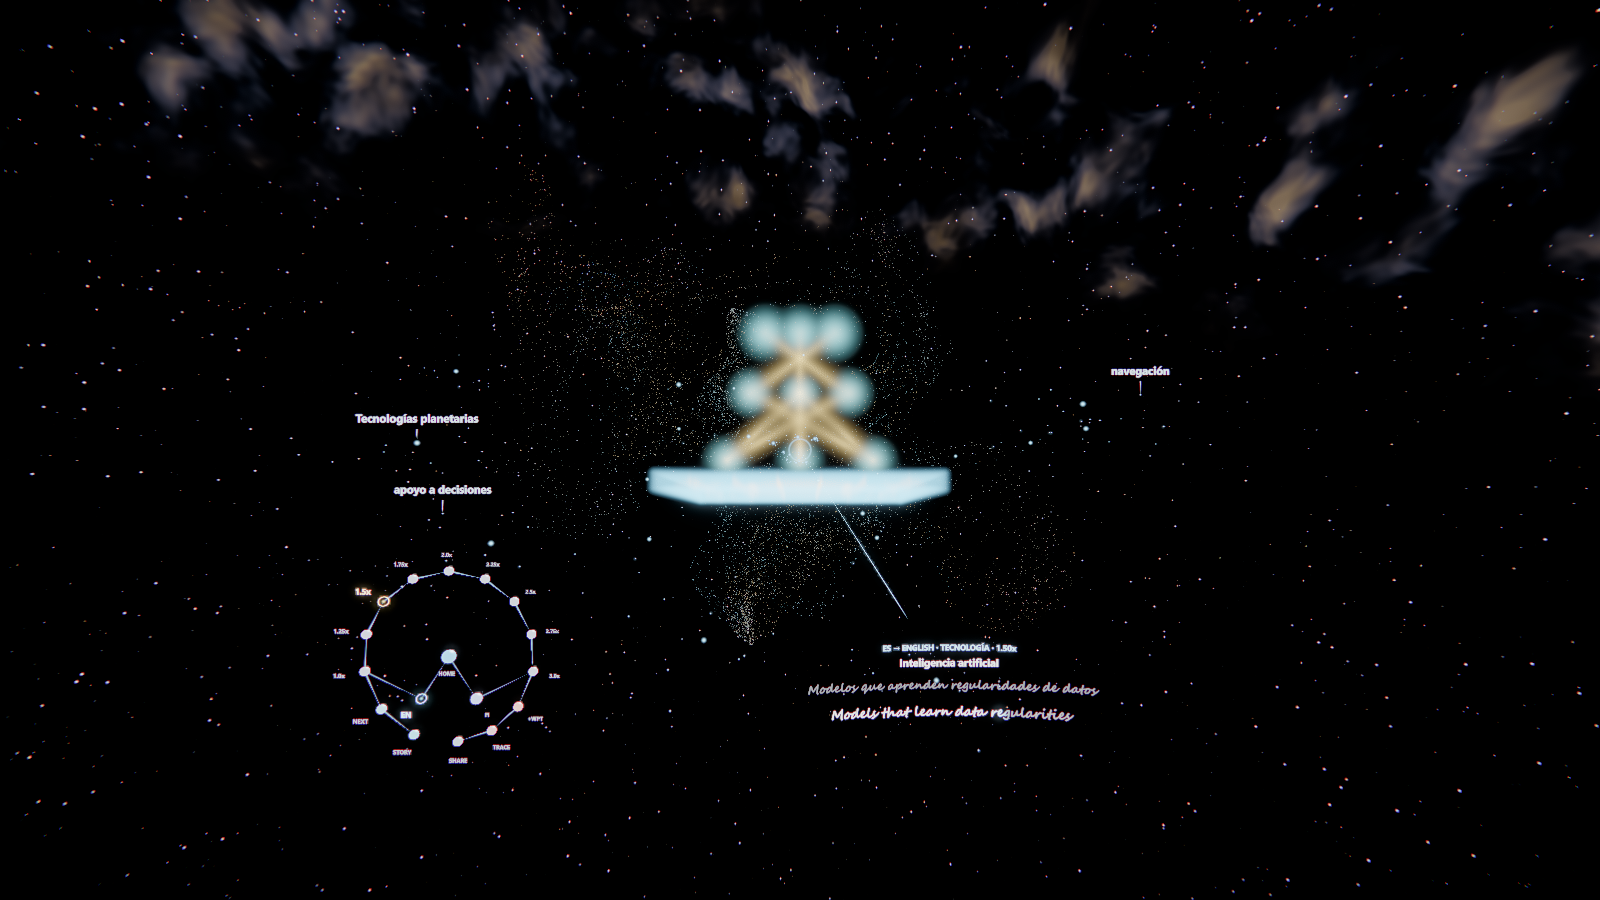 navegación
Tecnologías planetarias
apoyo a decisiones
2.0x
1.75x
2.25x
1.5x
2.5x
1.25x
2.75x
1.0x
HOME
3.0x
EN
FI
NEXT
+WPT
STORY
TRACE
SHARE
ES → ENGLISH · TECNOLOGÍA · 1.50x
Inteligencia artificial
Modelos que aprenden regularidades de datos
Models that learn data regularities